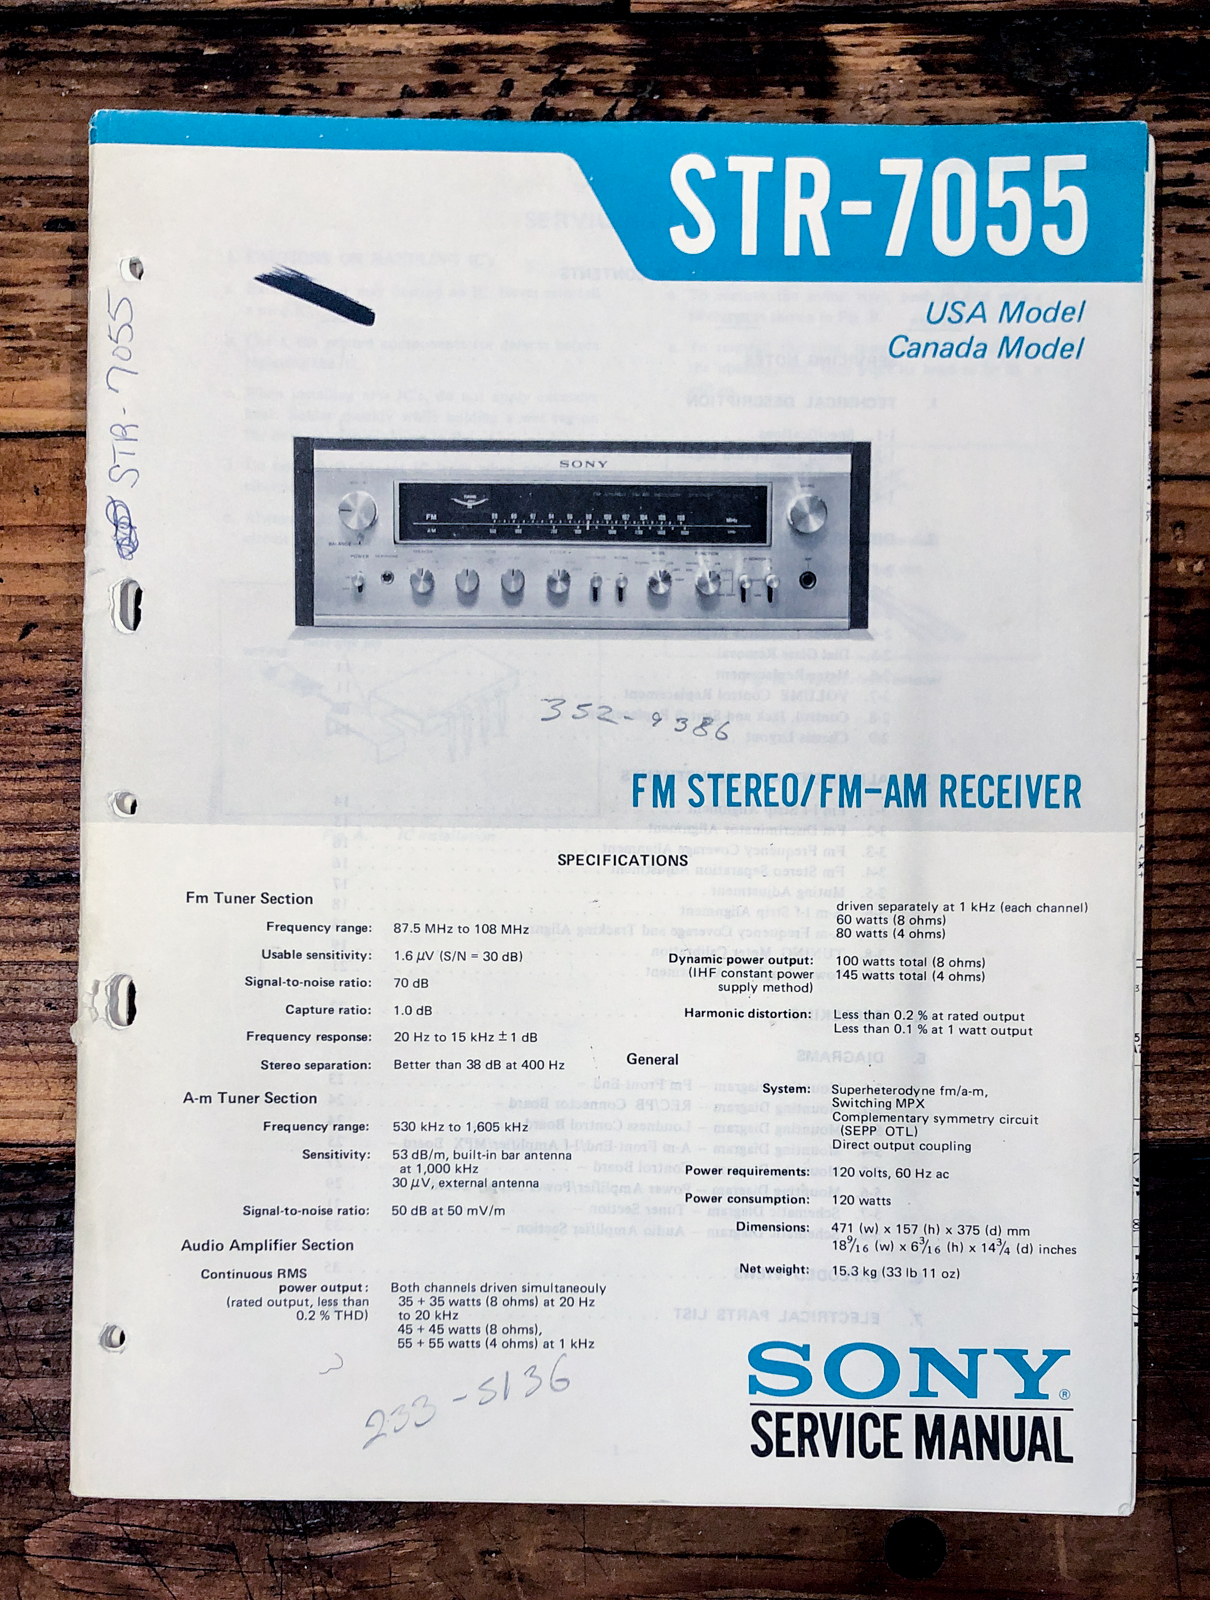 STR-7055
USA Model
Canada Model
STR-7055
SONY
FM
AM
352-9386
FM STEREO/FM–AM RECEIVER
SPECIFICATIONS
Fm Tuner Section
Frequency range: 87.5 MHz to 108 MHz
Usable sensitivity: 1.6 µV (S/N = 30 dB)
Signal-to-noise ratio: 70 dB
Capture ratio: 1.0 dB
Frequency response: 20 Hz to 15 kHz ± 1 dB
Stereo separation: Better than 38 dB at 400 Hz
A-m Tuner Section
Frequency range: 530 kHz to 1,605 kHz
Sensitivity: 53 dB/m, built-in bar antenna
at 1,000 kHz
30 µV, external antenna
Signal-to-noise ratio: 50 dB at 50 mV/m
Audio Amplifier Section
Continuous RMS
power output: Both channels driven simultaneouly
(rated output, less than 35 + 35 watts (8 ohms) at 20 Hz
0.2 % THD) to 20 kHz
45 + 45 watts (8 ohms),
55 + 55 watts (4 ohms) at 1 kHz
driven separately at 1 kHz (each channel)
60 watts (8 ohms)
80 watts (4 ohms)
Dynamic power output: 100 watts total (8 ohms)
(IHF constant power 145 watts total (4 ohms)
supply method)
Harmonic distortion: Less than 0.2 % at rated output
Less than 0.1 % at 1 watt output
General
System: Superheterodyne fm/a-m,
Switching MPX
Complementary symmetry circuit
(SEPP OTL)
Direct output coupling
Power requirements: 120 volts, 60 Hz ac
Power consumption: 120 watts
Dimensions: 471 (w) x 157 (h) x 375 (d) mm
18 9/16 (w) x 6 3/16 (h) x 14 3/4 (d) inches
Net weight: 15.3 kg (33 lb 11 oz)
233-5136
SONY®
SERVICE MANUAL